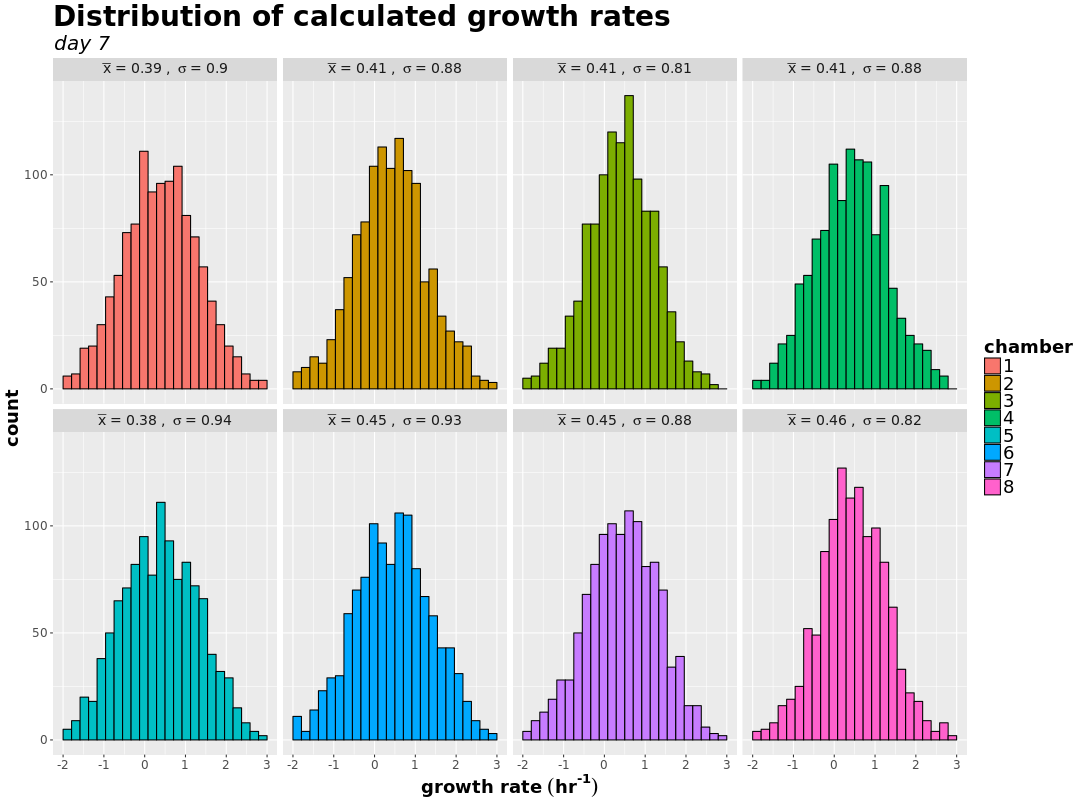 Distribution of calculated growth rates
day 7
x̅ = 0.39 , σ = 0.9
x̅ = 0.41 , σ = 0.88
x̅ = 0.41 , σ = 0.81
x̅ = 0.41 , σ = 0.88
100
50
0
count
x̅ = 0.38 , σ = 0.94
x̅ = 0.45 , σ = 0.93
x̅ = 0.45 , σ = 0.88
x̅ = 0.46 , σ = 0.82
100
50
0
-2 -1 0 1 2 3
-2 -1 0 1 2 3
-2 -1 0 1 2 3
-2 -1 0 1 2 3
growth rate (hr⁻¹)
chamber
1
2
3
4
5
6
7
8